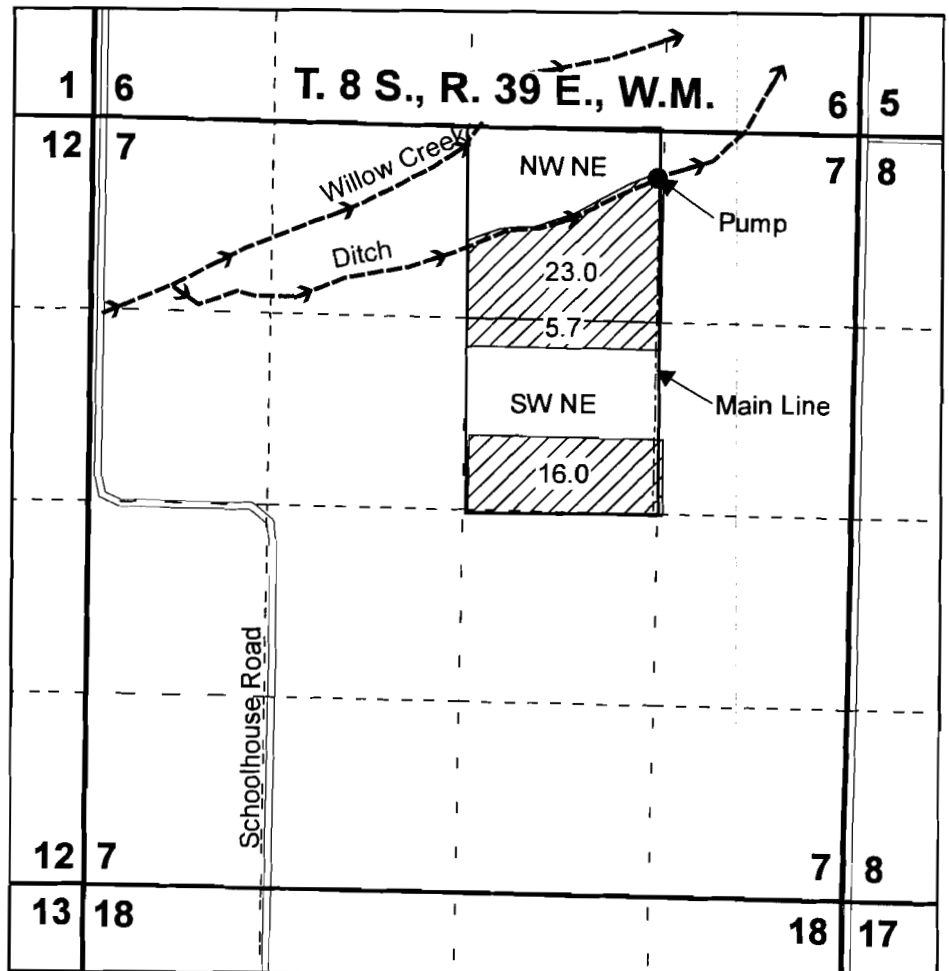 T. 8 S., R. 39 E., W.M.
1 6
6 5
12 7
7 8
Willow Creek
NW NE
Pump
Ditch
23.0
5.7
SW NE
Main Line
16.0
Schoolhouse Road
12 7
7 8
13 18
18 17